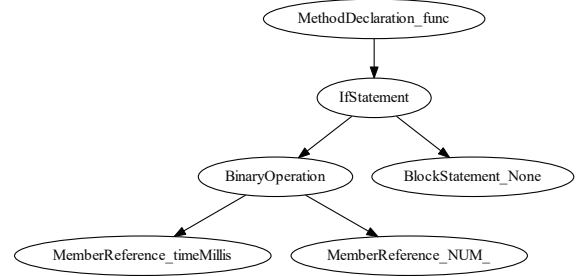 MethodDeclaration_func
IfStatement
BinaryOperation
BlockStatement_None
MemberReference_timeMillis
MemberReference_NUM_